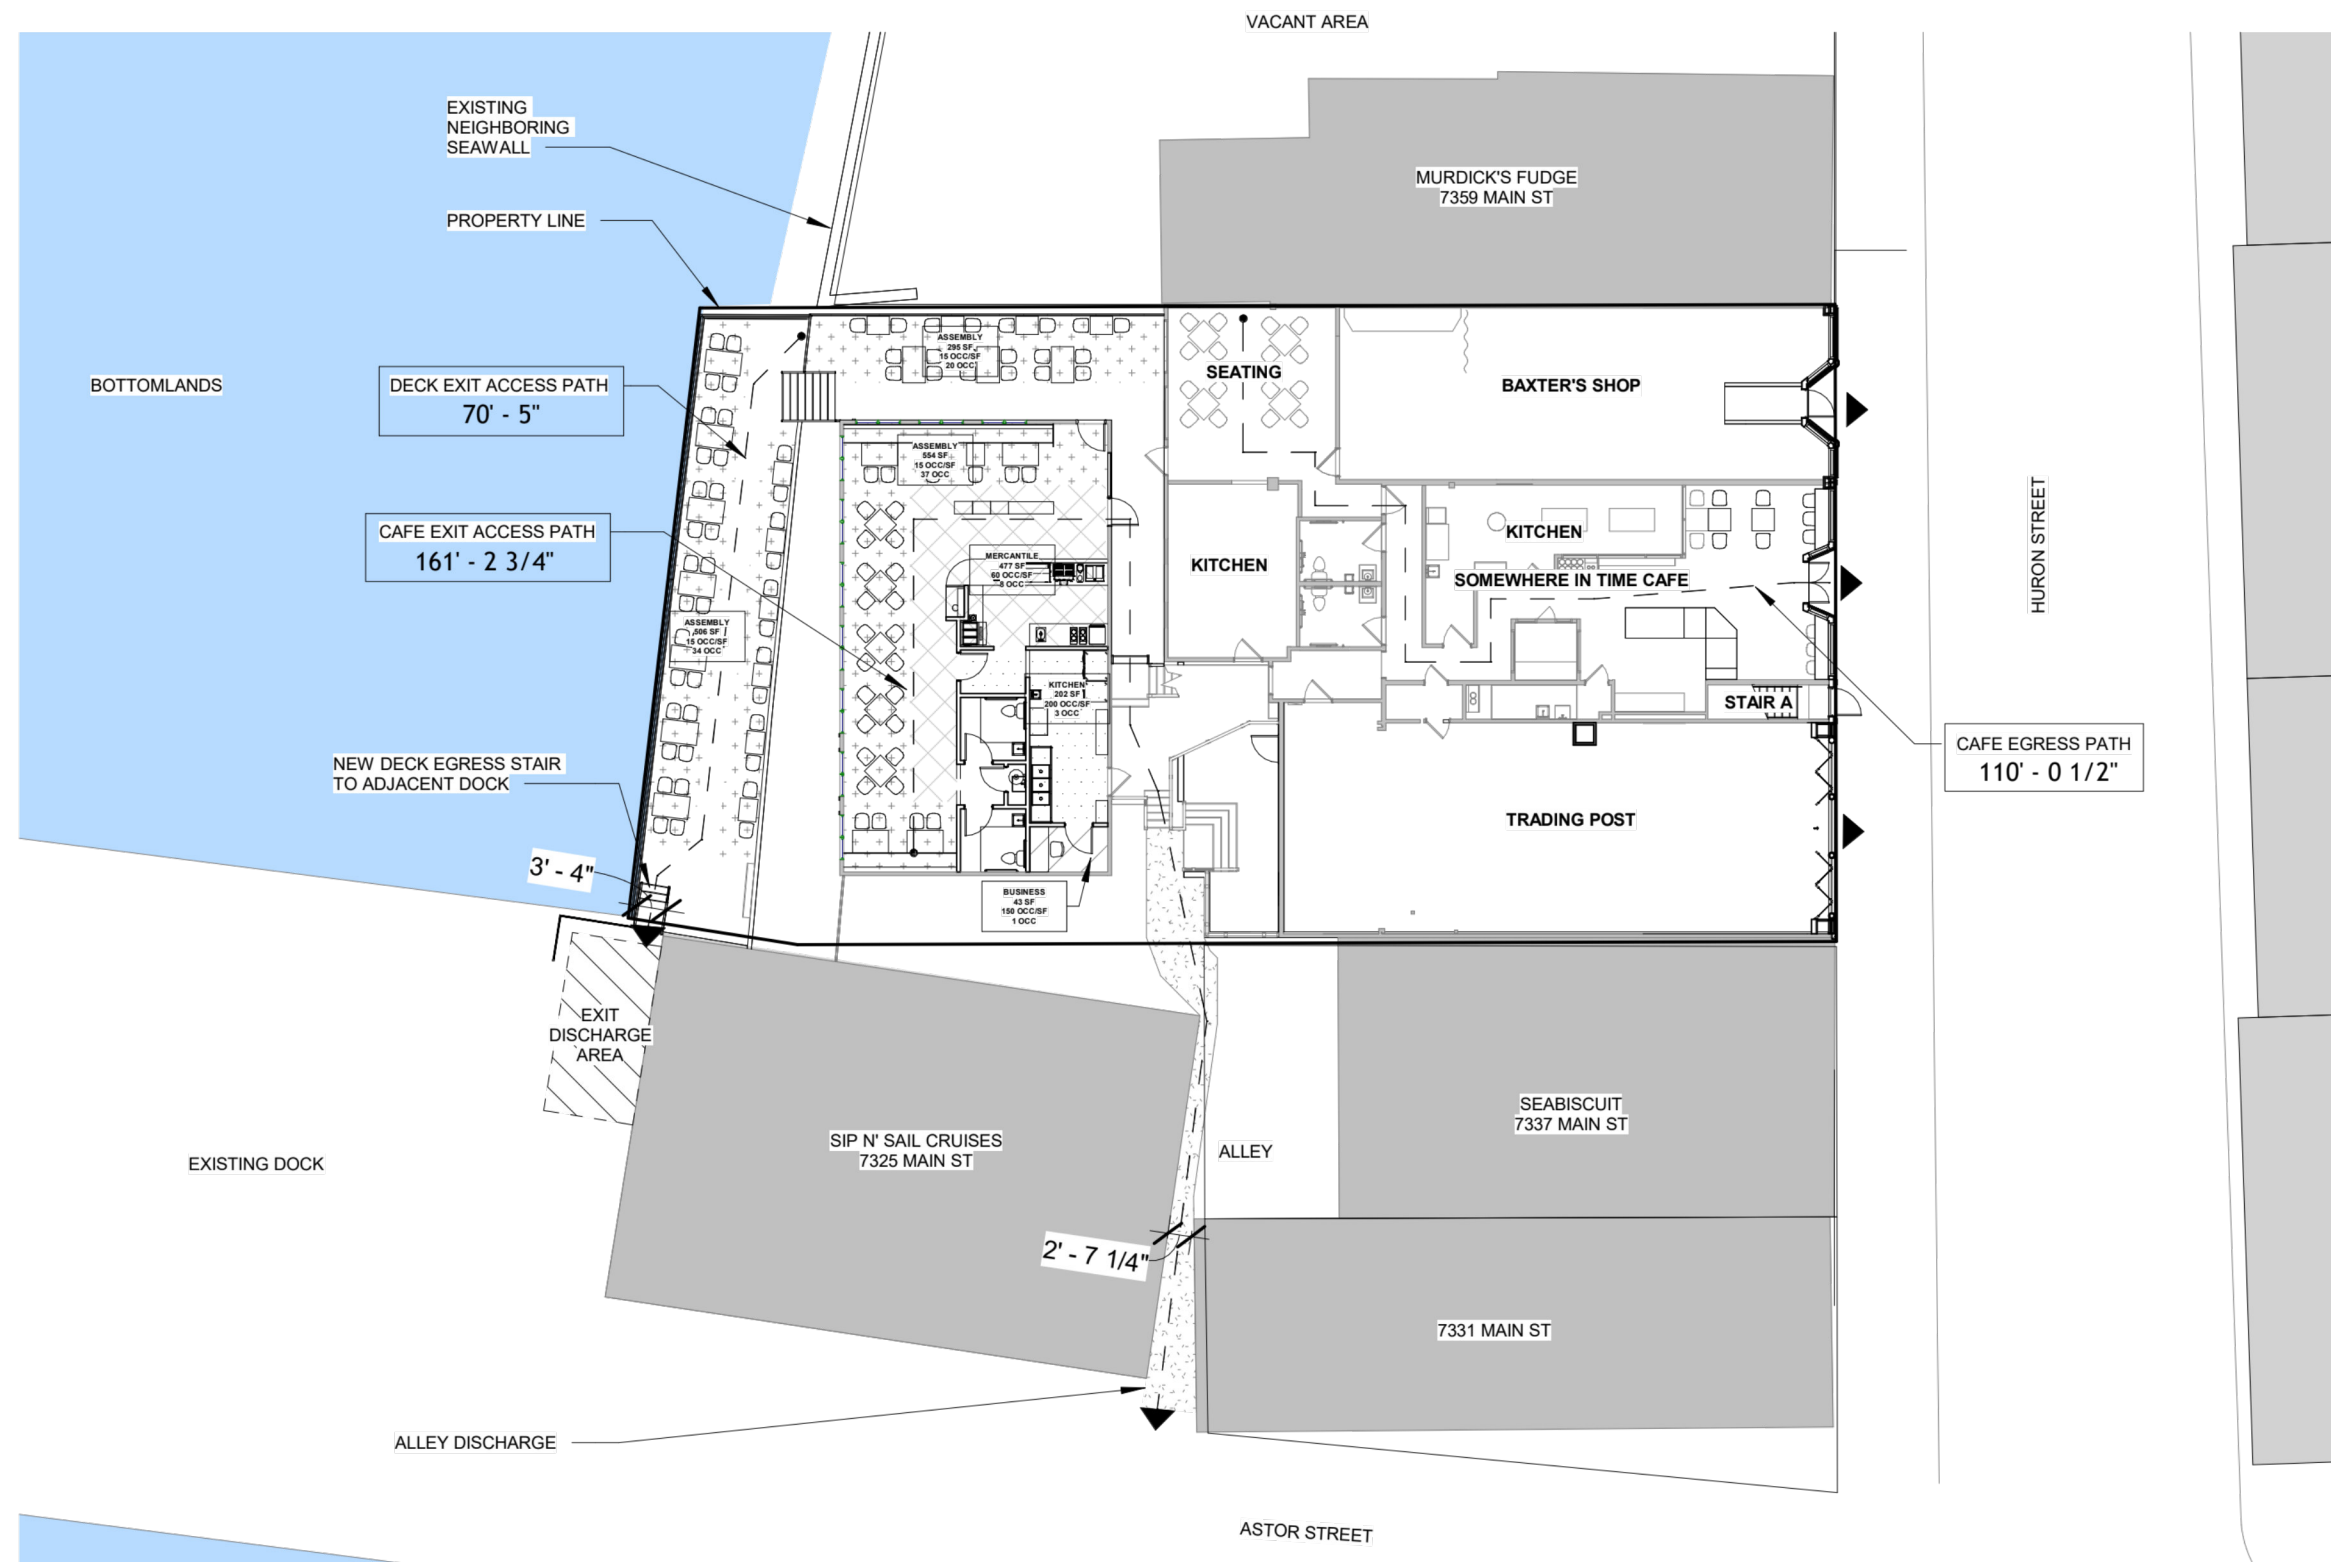 VACANT AREA
EXISTING
NEIGHBORING
SEAWALL
PROPERTY LINE
MURDICK'S FUDGE
7359 MAIN ST
BOTTOMLANDS
DECK EXIT ACCESS PATH
70' - 5"
ASSEMBLY
295 SF
15 OCC/SF
20 OCC
SEATING
BAXTER'S SHOP
ASSEMBLY
554 SF
15 OCC/SF
37 OCC
CAFE EXIT ACCESS PATH
161' - 2 3/4"
MERCANTILE
477 SF
60 OCC/SF
8 OCC
KITCHEN
KITCHEN
SOMEWHERE IN TIME CAFE
HURON STREET
ASSEMBLY
506 SF
15 OCC/SF
34 OCC
KITCHEN
202 SF
200 OCC/SF
3 OCC
STAIR A
CAFE EGRESS PATH
110' - 0 1/2"
NEW DECK EGRESS STAIR
TO ADJACENT DOCK
TRADING POST
3' - 4"
BUSINESS
43 SF
150 OCC/SF
1 OCC
EXIT
DISCHARGE
AREA
SIP N' SAIL CRUISES
7325 MAIN ST
ALLEY
SEABISCUIT
7337 MAIN ST
EXISTING DOCK
2' - 7 1/4"
7331 MAIN ST
ALLEY DISCHARGE
ASTOR STREET